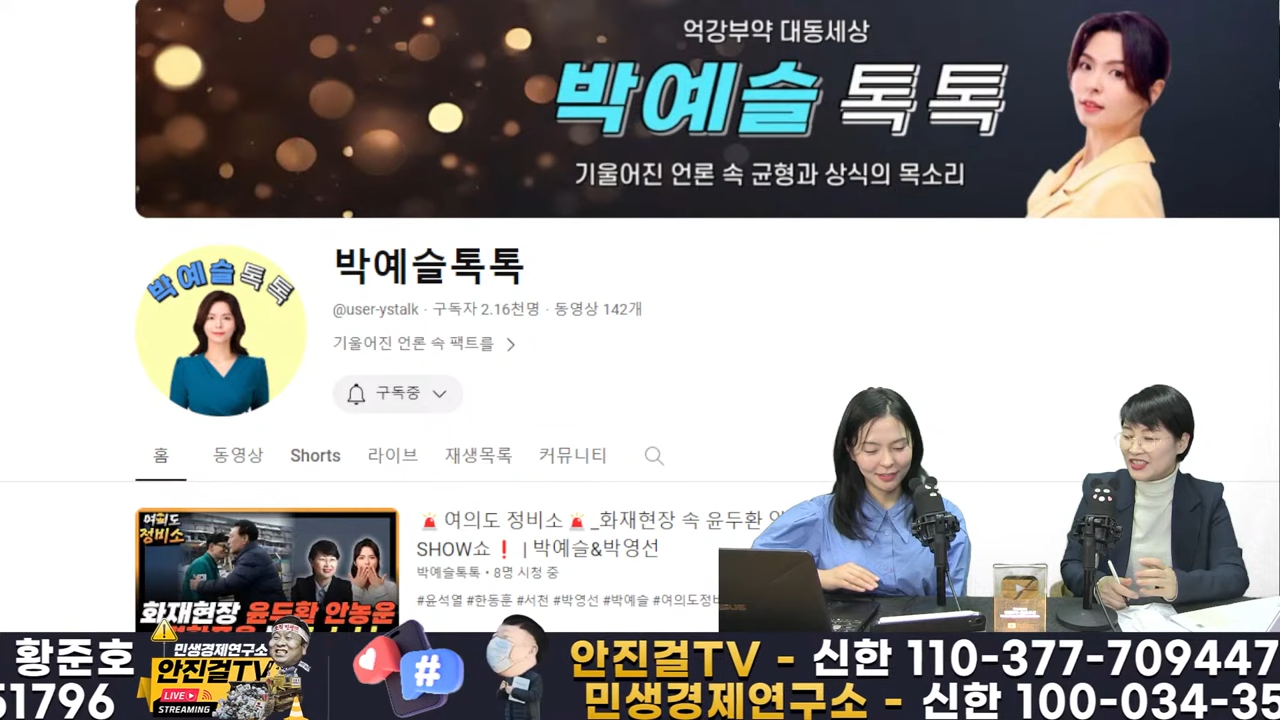 억강부약 대동세상
박예슬 톡톡
기울어진 언론 속 균형과 상식의 목소리
박예슬톡톡
박예슬톡톡
@user-ystalk · 구독자 2.16천명 · 동영상 142개
기울어진 언론 속 팩트를
구독중
홈 동영상 Shorts 라이브 재생목록 커뮤니티
여의도
정비소
화재현장 윤두환 안농운
🚨 여의도 정비소 🚨_화재현장 속 윤두환
SHOW쇼❗ | 박예슬&박영선
박예슬톡톡 • 8명 시청 중
#윤석열 #한동훈 #서천 #박영선 #박예슬
황준호
51796
민생경제연구소
안진걸TV
LIVE
STREAMING
#
안진걸TV - 신한 110-377-709447
민생경제연구소 - 신한 100-034-35